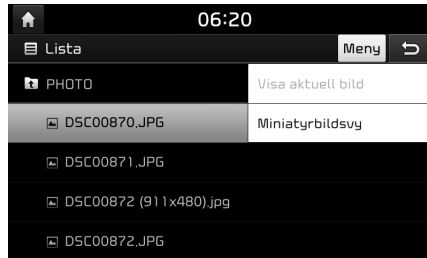 06:20
Lista
Meny
PHOTO
Visa aktuell bild
DSC00870.JPG
Miniatyrbildsvy
DSC00871.JPG
DSC00872 (911x480).jpg
DSC00872.JPG